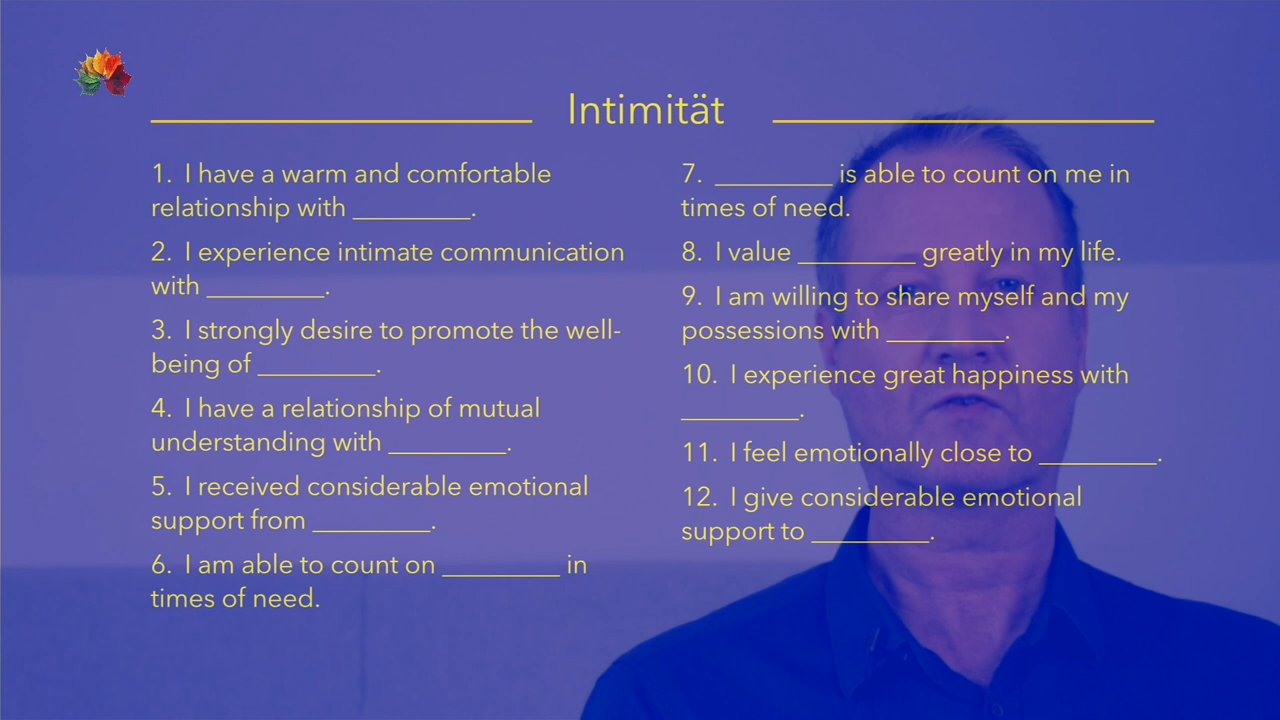 Intimität
1. I have a warm and comfortable
relationship with _________.
2. I experience intimate communication
with _________.
3. I strongly desire to promote the well-
being of _________.
4. I have a relationship of mutual
understanding with _________.
5. I received considerable emotional
support from _________.
6. I am able to count on _________ in
times of need.
7. _________ is able to count on me in
times of need.
8. I value _________ greatly in my life.
9. I am willing to share myself and my
possessions with _________.
10. I experience great happiness with
_________.
11. I feel emotionally close to _________.
12. I give considerable emotional
support to _________.